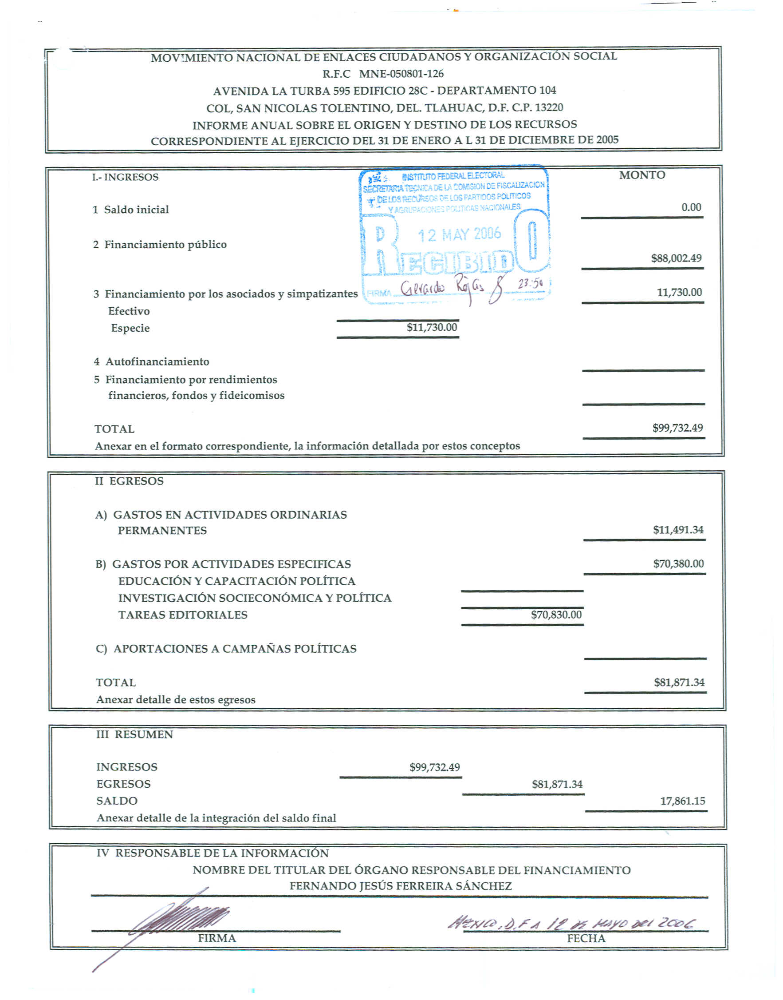 MOVIMIENTO NACIONAL DE ENLACES CIUDADANOS Y ORGANIZACIÓN SOCIAL
R.F.C MNE-050801-126
AVENIDA LA TURBA 595 EDIFICIO 28C - DEPARTAMENTO 104
COL, SAN NICOLAS TOLENTINO, DEL. TLAHUAC, D.F. C.P. 13220
INFORME ANUAL SOBRE EL ORIGEN Y DESTINO DE LOS RECURSOS
CORRESPONDIENTE AL EJERCICIO DEL 31 DE ENERO A L 31 DE DICIEMBRE DE 2005
I.- INGRESOS MONTO
INSTITUTO FEDERAL ELECTORAL
SECRETARIA TECNICA DE LA COMISION DE FISCALIZACION
DE LOS RECURSOS DE LOS PARTIDOS POLITICOS
Y AGRUPACIONES POLITICAS NACIONALES
12 MAY 2006
RECIBIDO
FIRMA Gerardo Rojas 23:50
1 Saldo inicial 0.00
2 Financiamiento público
$88,002.49
3 Financiamiento por los asociados y simpatizantes 11,730.00
Efectivo
Especie $11,730.00
4 Autofinanciamiento
5 Financiamiento por rendimientos
financieros, fondos y fideicomisos
TOTAL $99,732.49
Anexar en el formato correspondiente, la información detallada por estos conceptos
II EGRESOS
A) GASTOS EN ACTIVIDADES ORDINARIAS
PERMANENTES $11,491.34
B) GASTOS POR ACTIVIDADES ESPECIFICAS $70,380.00
EDUCACIÓN Y CAPACITACIÓN POLÍTICA
INVESTIGACIÓN SOCIECONÓMICA Y POLÍTICA
TAREAS EDITORIALES $70,830.00
C) APORTACIONES A CAMPAÑAS POLÍTICAS
TOTAL $81,871.34
Anexar detalle de estos egresos
III RESUMEN
INGRESOS $99,732.49
EGRESOS $81,871.34
SALDO 17,861.15
Anexar detalle de la integración del saldo final
IV RESPONSABLE DE LA INFORMACIÓN
NOMBRE DEL TITULAR DEL ÓRGANO RESPONSABLE DEL FINANCIAMIENTO
FERNANDO JESÚS FERREIRA SÁNCHEZ
MEXICO, D.F A 12 DE MAYO DEL 2006
FIRMA FECHA